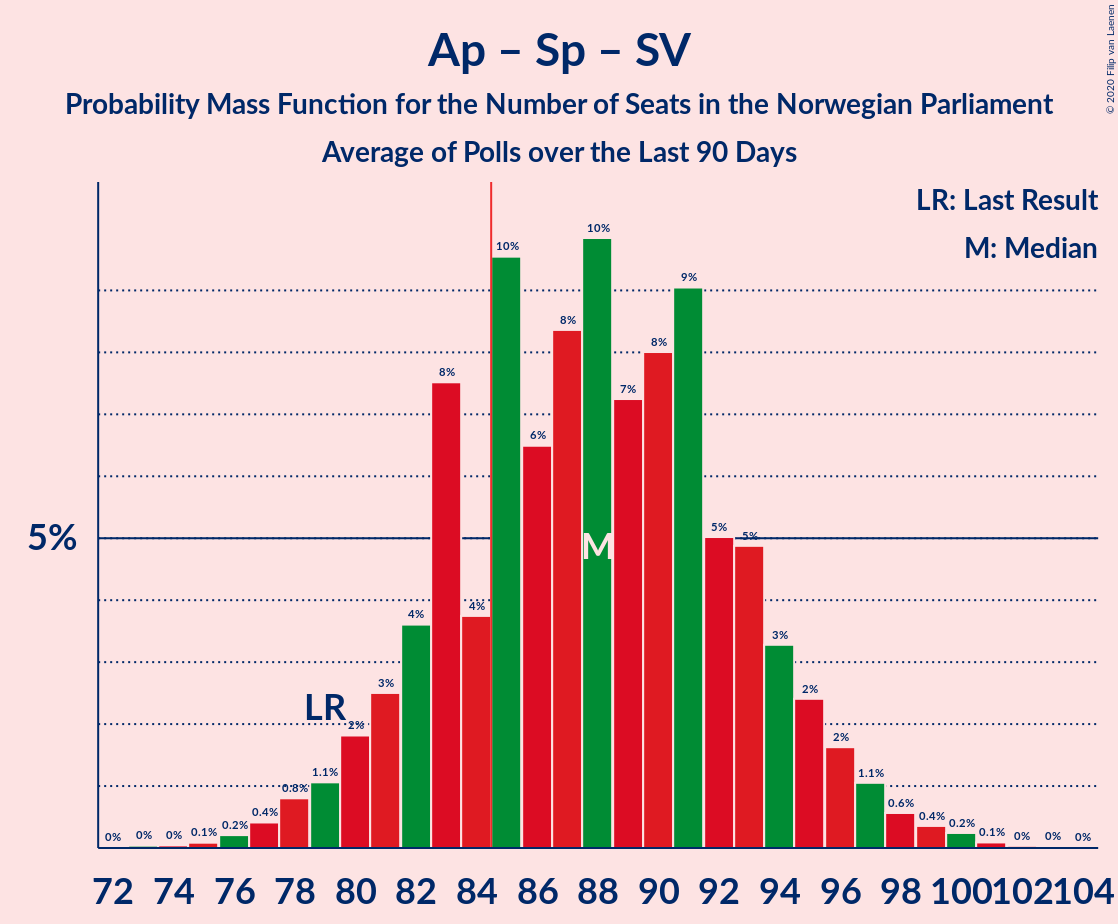 Ap – Sp – SV
Probability Mass Function for the Number of Seats in the Norwegian Parliament
Average of Polls over the Last 90 Days
© 2020 Filip van Laenen
LR: Last Result
M: Median
5%
LR
M
0% 0% 0% 0.1% 0.2% 0.4% 0.8% 1.1% 2% 3% 4% 8% 4% 10% 6% 8% 10% 7% 8% 9% 5% 5% 3% 2% 2% 1.1% 0.6% 0.4% 0.2% 0.1% 0% 0% 0%
72 74 76 78 80 82 84 86 88 90 92 94 96 98 100 102 104